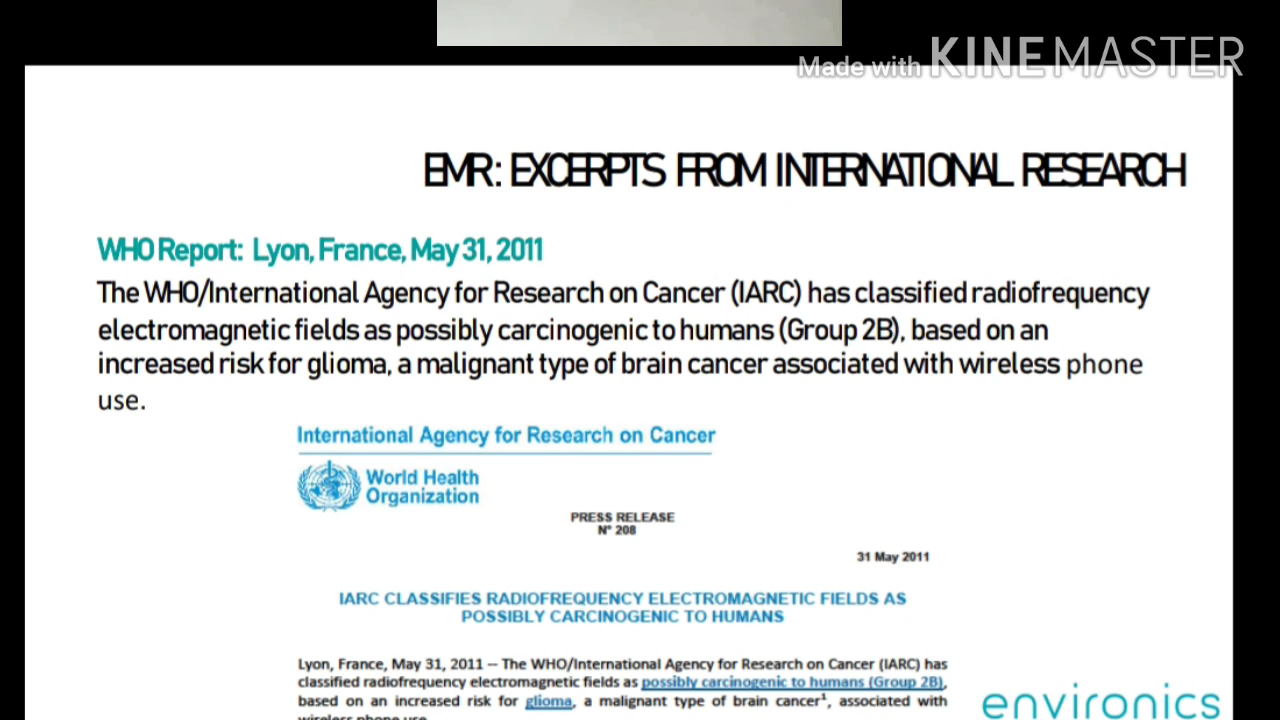 Made with KINEMASTER
EMR: EXCERPTS FROM INTERNATIONAL RESEARCH
WHO Report: Lyon, France, May 31, 2011
The WHO/International Agency for Research on Cancer (IARC) has classified radiofrequency
electromagnetic fields as possibly carcinogenic to humans (Group 2B), based on an
increased risk for glioma, a malignant type of brain cancer associated with wireless phone
use.
International Agency for Research on Cancer
World Health
Organization
PRESS RELEASE
N° 208
31 May 2011
IARC CLASSIFIES RADIOFREQUENCY ELECTROMAGNETIC FIELDS AS
POSSIBLY CARCINOGENIC TO HUMANS
Lyon, France, May 31, 2011 -- The WHO/International Agency for Research on Cancer (IARC) has
classified radiofrequency electromagnetic fields as possibly carcinogenic to humans (Group 2B),
based on an increased risk for glioma, a malignant type of brain cancer¹, associated with
wireless phone use.
environics